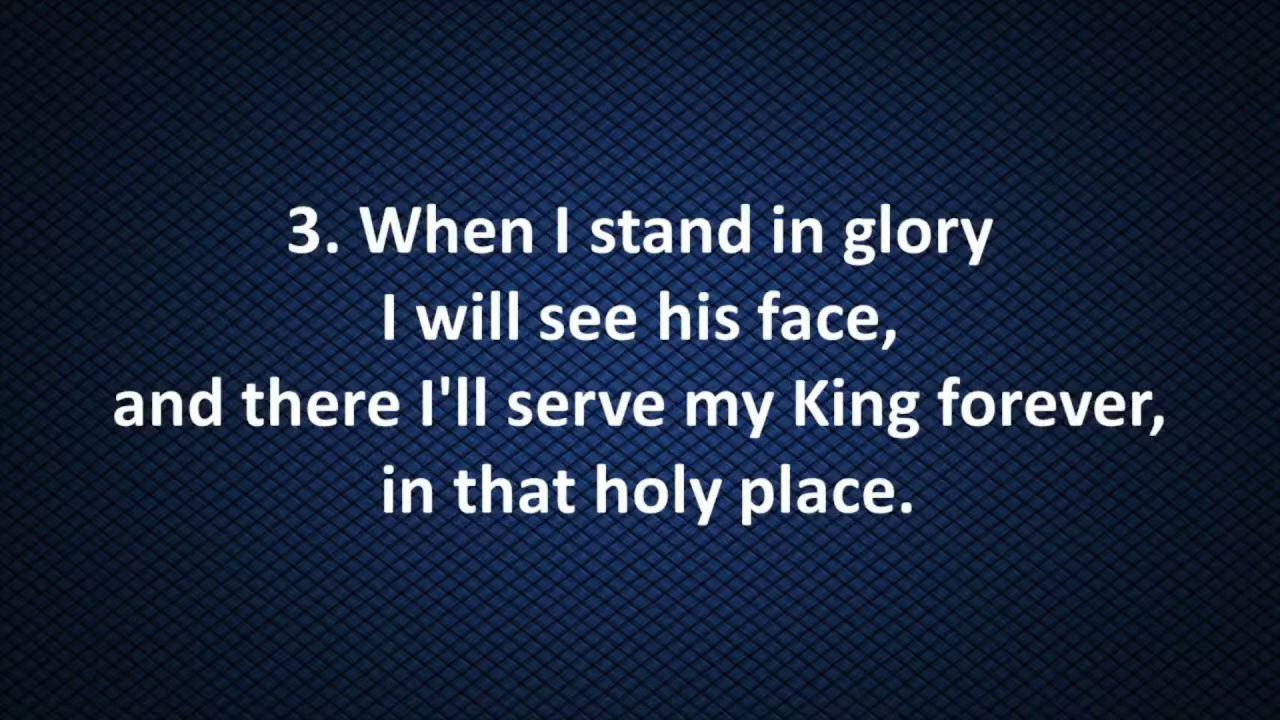 3. When I stand in glory
I will see his face,
and there I'll serve my King forever,
in that holy place.